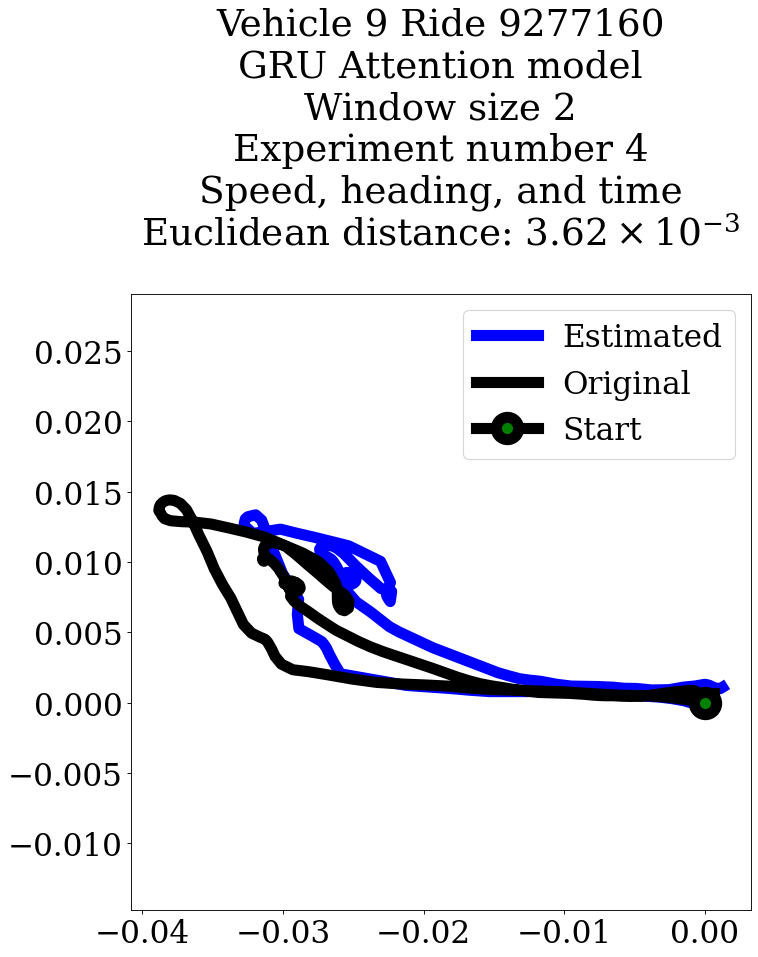 Vehicle 9 Ride 9277160
GRU Attention model
Window size 2
Experiment number 4
Speed, heading, and time
Euclidean distance: 3.62 × 10⁻³
Estimated
Original
Start
0.025
0.020
0.015
0.010
0.005
0.000
−0.005
−0.010
−0.04 −0.03 −0.02 −0.01 0.00